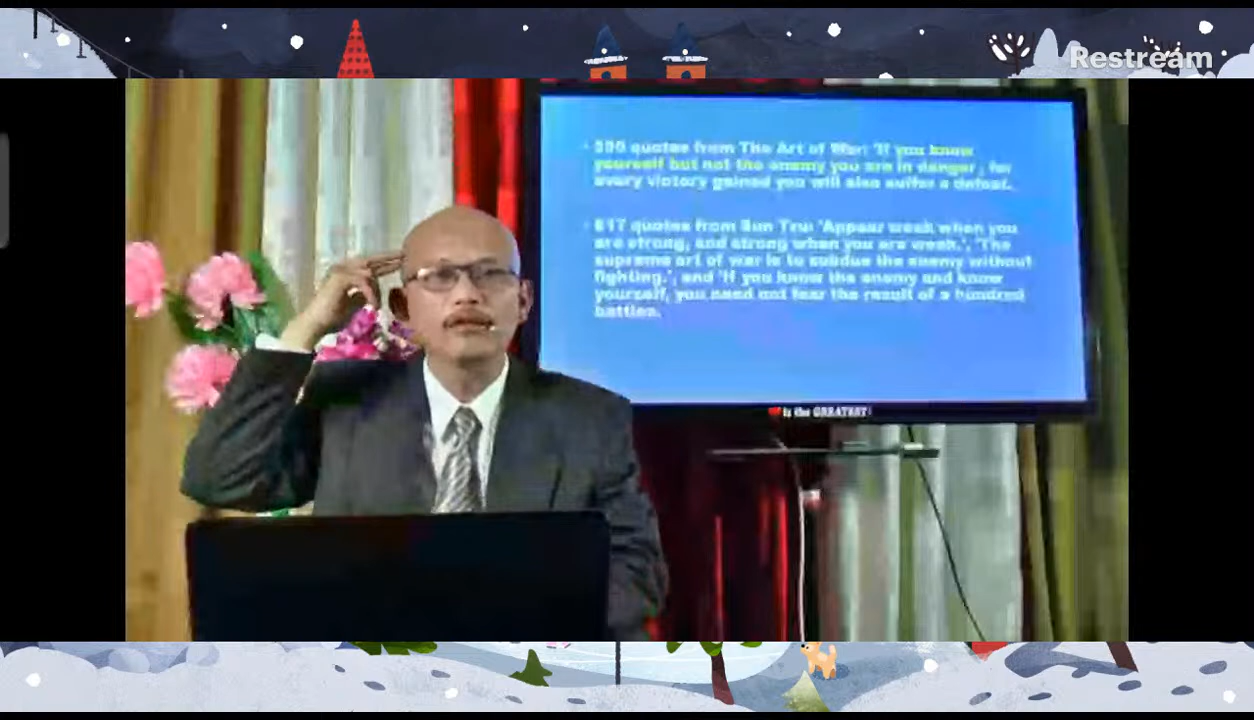 Restream
390 quotes from The Art of War: 'If you know
yourself but not the enemy you are in danger', for
every victory gained you will also suffer a defeat.
817 quotes from Sun Tzu: 'Appear weak when you
are strong, and strong when you are weak.', 'The
supreme art of war is to subdue the enemy without
fighting.', and 'If you know the enemy and know
yourself, you need not fear the result of a hundred
battles.
is the GREATEST!